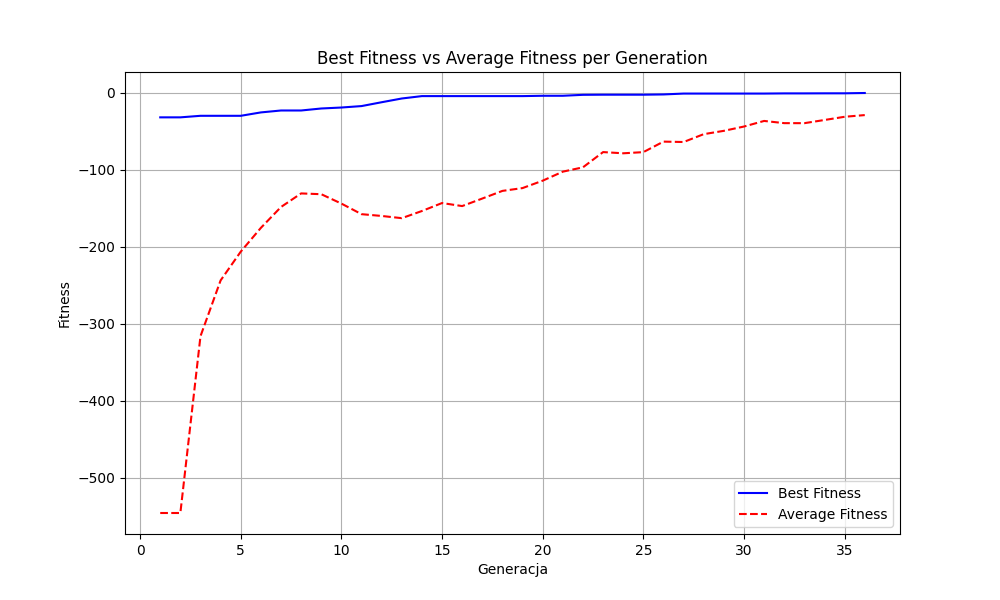 Best Fitness vs Average Fitness per Generation
Fitness
0
−100
−200
−300
−400
−500
0 5 10 15 20 25 30 35
Generacja
Best Fitness
Average Fitness